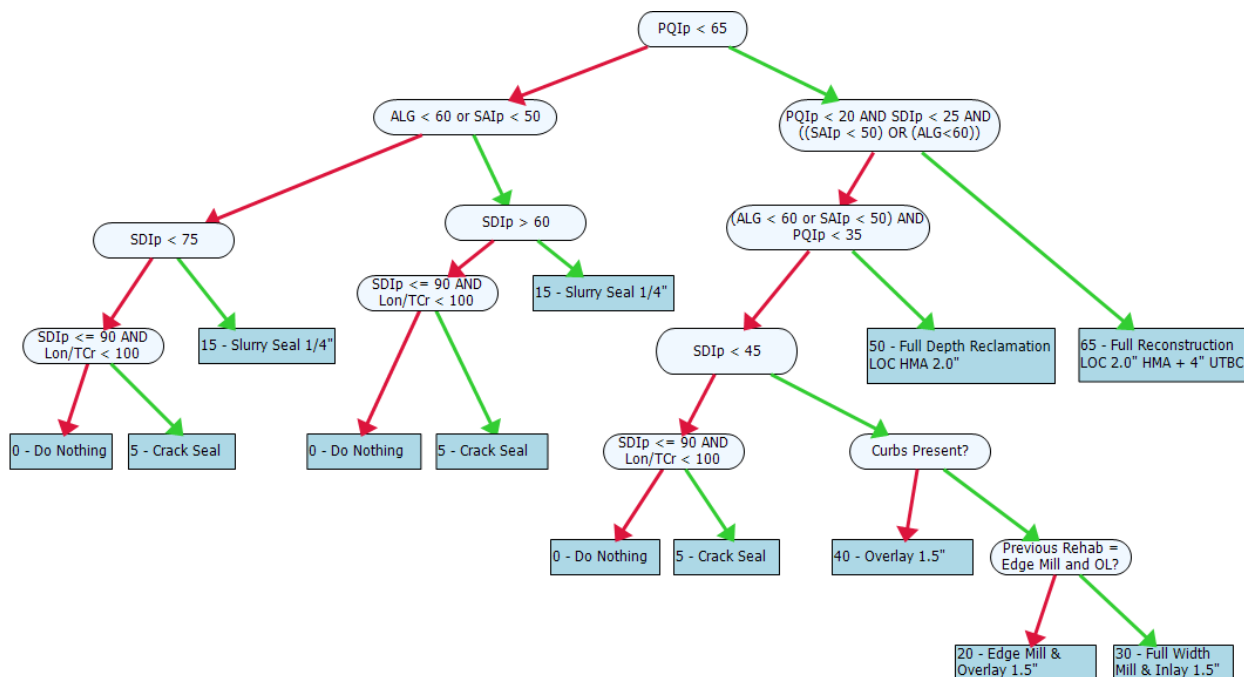 PQIp < 65
ALG < 60 or SAIp < 50
PQIp < 20 AND SDIp < 25 AND
((SAIp < 50) OR (ALG<60))
SDIp < 75
SDIp > 60
(ALG < 60 or SAIp < 50) AND
PQIp < 35
SDIp <= 90 AND
Lon/TCr < 100
15 - Slurry Seal 1/4"
SDIp <= 90 AND
Lon/TCr < 100
15 - Slurry Seal 1/4"
SDIp < 45
50 - Full Depth Reclamation
LOC HMA 2.0"
65 - Full Reconstruction
LOC 2.0" HMA + 4" UTBC
0 - Do Nothing
5 - Crack Seal
0 - Do Nothing
5 - Crack Seal
SDIp <= 90 AND
Lon/TCr < 100
Curbs Present?
0 - Do Nothing
5 - Crack Seal
40 - Overlay 1.5"
Previous Rehab =
Edge Mill and OL?
20 - Edge Mill &
Overlay 1.5"
30 - Full Width
Mill & Inlay 1.5"